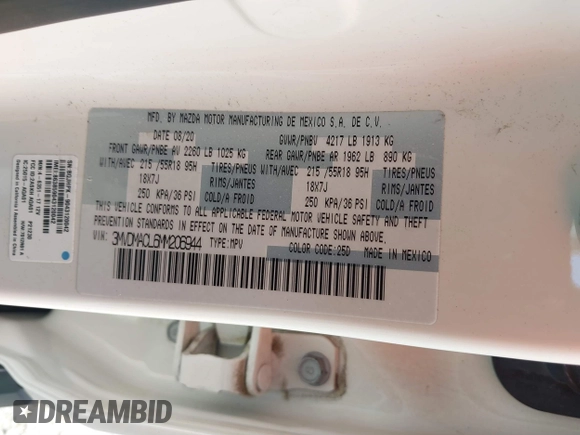 MFD. BY MAZDA MOTOR MANUFACTURING DE MEXICO S.A. DE C.V.
DATE 08/20 GVWR/PNBV 4217 LB 1913 KG
FRONT GAWR/PNBE AV 2260 LB 1025 KG REAR GAWR/PNBE AR 1962 LB 890 KG
WITH/AVEC 215/55R18 95H TIRES/PNEUS WITH/AVEC 215/55R18 95H TIRES/PNEUS
18X7J RIMS/JANTES 18X7J RIMS/JANTES
250 KPA/36 PSI COLD/A FROID 250 KPA/36 PSI COLD/A FROID
THIS VEHICLE CONFORMS TO ALL APPLICABLE FEDERAL MOTOR VEHICLE SAFETY AND THEFT
PREVENTION STANDARDS IN EFFECT ON THE DATE OF MANUFACTURE SHOWN ABOVE.
VIN: 3MVDMACL6MM206944 TYPE: MPV COLOR CODE: 25D MADE IN MEXICO
DREAMBID